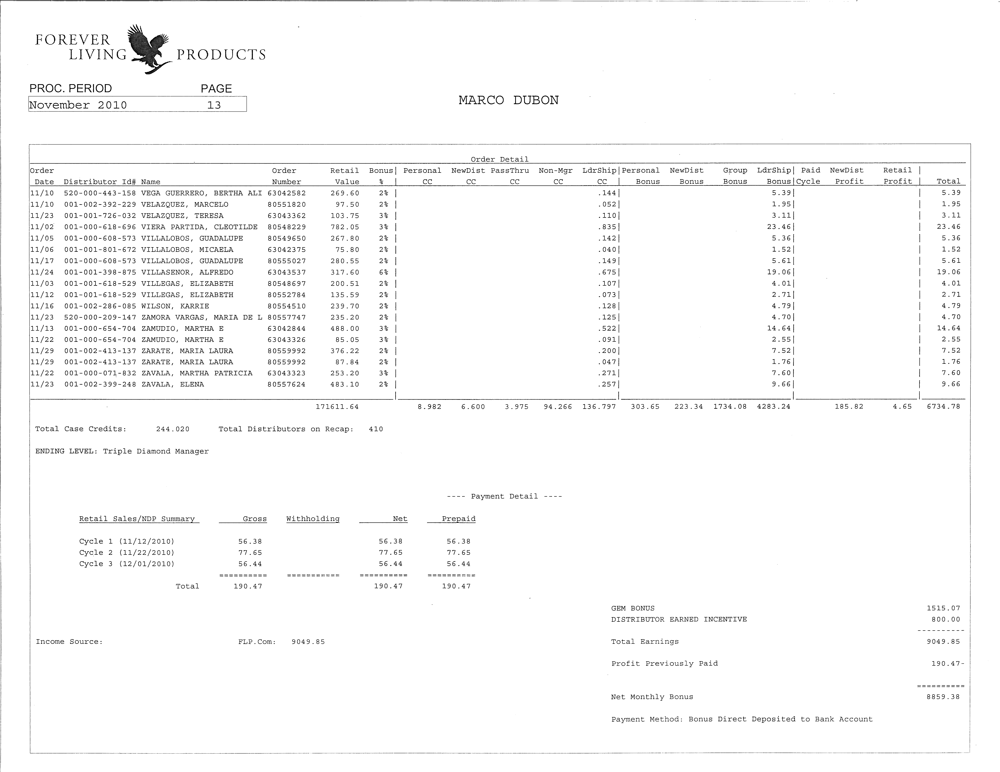 FOREVER
LIVING PRODUCTS
PROC. PERIOD PAGE
November 2010 13
MARCO DUBON
Order Detail
Order Order Retail Bonus| Personal NewDist PassThru Non-Mgr LdrShip|Personal NewDist Group LdrShip| Paid NewDist Retail |
Date Distributor Id# Name Number Value % | CC CC CC CC CC | Bonus Bonus Bonus Bonus|Cycle Profit Profit | Total
11/10 520-000-443-158 VEGA GUERRERO, BERTHA ALI 63042582 269.60 2% | .144| 5.39| | 5.39
11/10 001-002-392-229 VELAZQUEZ, MARCELO 80551820 97.50 2% | .052| 1.95| | 1.95
11/23 001-001-726-032 VELAZQUEZ, TERESA 63043362 103.75 3% | .110| 3.11| | 3.11
11/02 001-000-618-696 VIERA PARTIDA, CLEOTILDE 80548229 782.05 3% | .835| 23.46| | 23.46
11/05 001-000-608-573 VILLALOBOS, GUADALUPE 80549650 267.80 2% | .142| 5.36| | 5.36
11/06 001-001-801-672 VILLALOBOS, MICAELA 63042375 75.80 2% | .040| 1.52| | 1.52
11/17 001-000-608-573 VILLALOBOS, GUADALUPE 80555027 280.55 2% | .149| 5.61| | 5.61
11/24 001-001-398-875 VILLASENOR, ALFREDO 63043537 317.60 6% | .675| 19.06| | 19.06
11/03 001-001-618-529 VILLEGAS, ELIZABETH 80548697 200.51 2% | .107| 4.01| | 4.01
11/12 001-001-618-529 VILLEGAS, ELIZABETH 80552784 135.59 2% | .073| 2.71| | 2.71
11/16 001-002-286-085 WILSON, KARRIE 80554510 239.70 2% | .128| 4.79| | 4.79
11/23 520-000-209-147 ZAMORA VARGAS, MARIA DE L 80557747 235.20 2% | .125| 4.70| | 4.70
11/13 001-000-654-704 ZAMUDIO, MARTHA E 63042844 488.00 3% | .522| 14.64| | 14.64
11/22 001-000-654-704 ZAMUDIO, MARTHA E 63043326 85.05 3% | .091| 2.55| | 2.55
11/29 001-002-413-137 ZARATE, MARIA LAURA 80559992 376.22 2% | .200| 7.52| | 7.52
11/29 001-002-413-137 ZARATE, MARIA LAURA 80559992 87.84 2% | .047| 1.76| | 1.76
11/22 001-000-071-832 ZAVALA, MARTHA PATRICIA 63043323 253.20 3% | .271| 7.60| | 7.60
11/23 001-002-399-248 ZAVALA, ELENA 80557624 483.10 2% | .257| 9.66| | 9.66
171611.64 8.982 6.600 3.975 94.266 136.797 303.65 223.34 1734.08 4283.24 185.82 4.65 6734.78
Total Case Credits: 244.020 Total Distributors on Recap: 410
ENDING LEVEL: Triple Diamond Manager
---- Payment Detail ----
Retail Sales/NDP Summary Gross Withholding Net Prepaid
Cycle 1 (11/12/2010) 56.38 56.38 56.38
Cycle 2 (11/22/2010) 77.65 77.65 77.65
Cycle 3 (12/01/2010) 56.44 56.44 56.44
========== =========== ========== ==========
Total 190.47 190.47 190.47
GEM BONUS 1515.07
DISTRIBUTOR EARNED INCENTIVE 800.00
----------
Income Source: FLP.Com: 9049.85 Total Earnings 9049.85
Profit Previously Paid 190.47-
==========
Net Monthly Bonus 8859.38
Payment Method: Bonus Direct Deposited to Bank Account